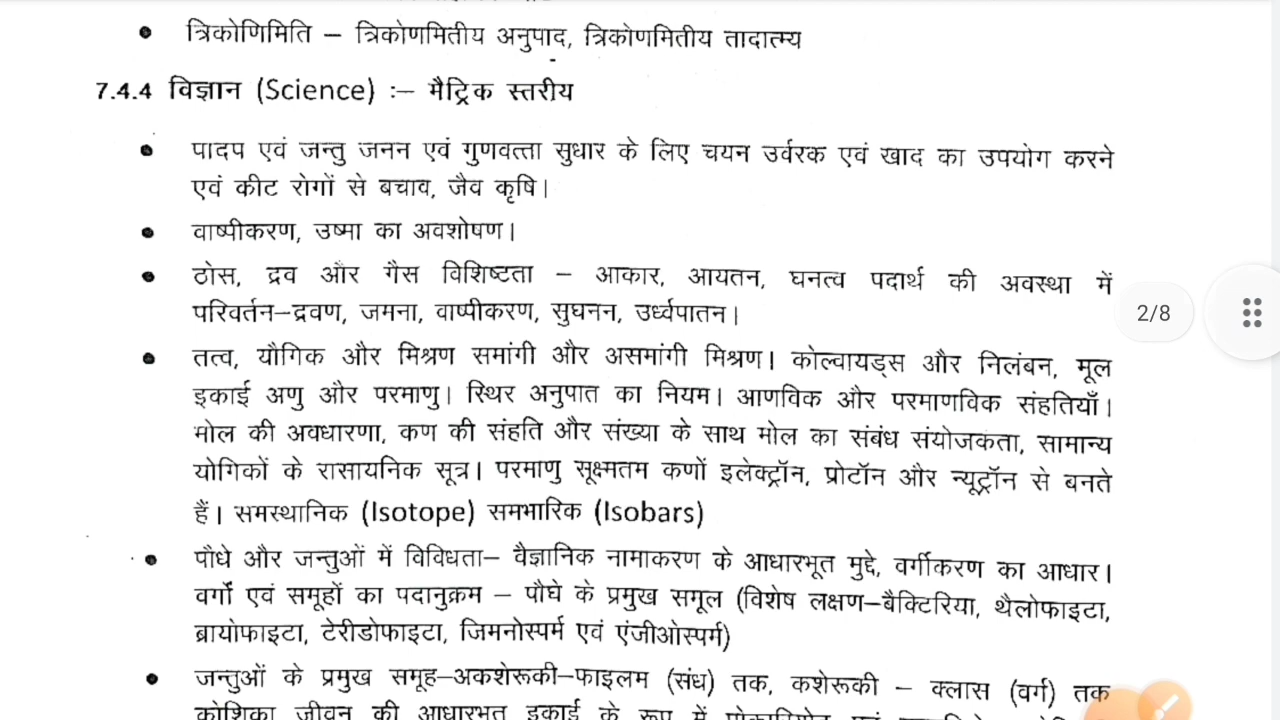 • त्रिकोणिमिति – त्रिकोणमितीय अनुपाद, त्रिकोणमितीय तादात्म्य
7.4.4 विज्ञान (Science) :– मैट्रिक स्तरीय
• पादप एवं जन्तु जनन एवं गुणवत्ता सुधार के लिए चयन उर्वरक एवं खाद का उपयोग करने
एवं कीट रोगों से बचाव, जैव कृषि।
• वाष्पीकरण, उष्मा का अवशोषण।
• ठोस, द्रव और गैस विशिष्टता – आकार, आयतन, घनत्व पदार्थ की अवस्था में
परिवर्तन–द्रवण, जमना, वाष्पीकरण, सुघनन, उर्ध्वपातन।
2/8
• तत्व, यौगिक और मिश्रण समांगी और असमांगी मिश्रण। कोल्वायड्स और निलंबन, मूल
इकाई अणु और परमाणु। स्थिर अनुपात का नियम। आणविक और परमाणविक संहतियाँ।
मोल की अवधारणा, कण की संहति और संख्या के साथ मोल का संबंध संयोजकता, सामान्य
योगिकों के रासायनिक सूत्र। परमाणु सूक्ष्मतम कणों इलेक्ट्रॉन, प्रोटॉन और न्यूट्रॉन से बनते
हैं। समस्थानिक (Isotope) समभारिक (Isobars)
• पौधे और जन्तुओं में विविधता– वैज्ञानिक नामाकरण के आधारभूत मुद्दे, वर्गीकरण का आधार।
वर्गों एवं समूहों का पदानुक्रम – पौघे के प्रमुख समूल (विशेष लक्षण–बैक्टिरिया, थैलोफाइटा,
ब्रायोफाइटा, टेरीडोफाइटा, जिमनोस्पर्म एवं एंजीओस्पर्म)
• जन्तुओं के प्रमुख समूह–अकशेरूकी–फाइलम (संध) तक, कशेरूकी – क्लास (वर्ग) तक
कोशिका जीवन की आधारभूत इकाई के रूप में